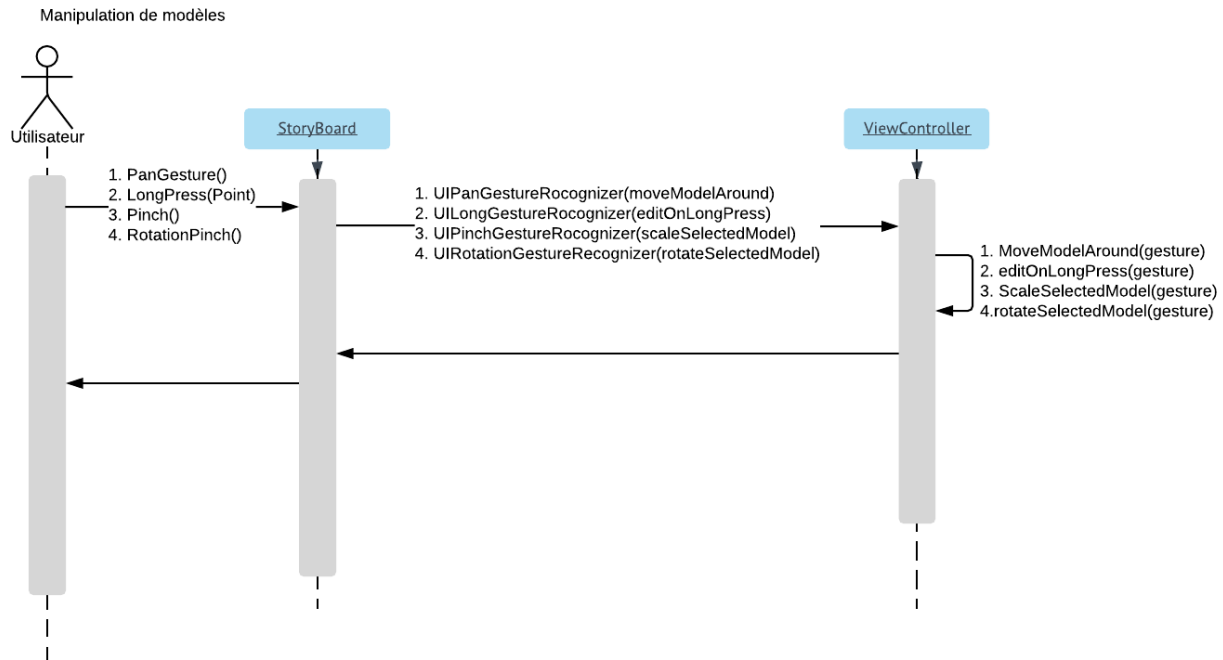 Manipulation de modèles
Utilisateur
StoryBoard
ViewController
1. PanGesture()
2. LongPress(Point)
3. Pinch()
4. RotationPinch()
1. UIPanGestureRocognizer(moveModelAround)
2. UILongGestureRocognizer(editOnLongPress)
3. UIPinchGestureRocognizer(scaleSelectedModel)
4. UIRotationGestureRecognizer(rotateSelectedModel)
1. MoveModelAround(gesture)
2. editOnLongPress(gesture)
3. ScaleSelectedModel(gesture)
4.rotateSelectedModel(gesture)